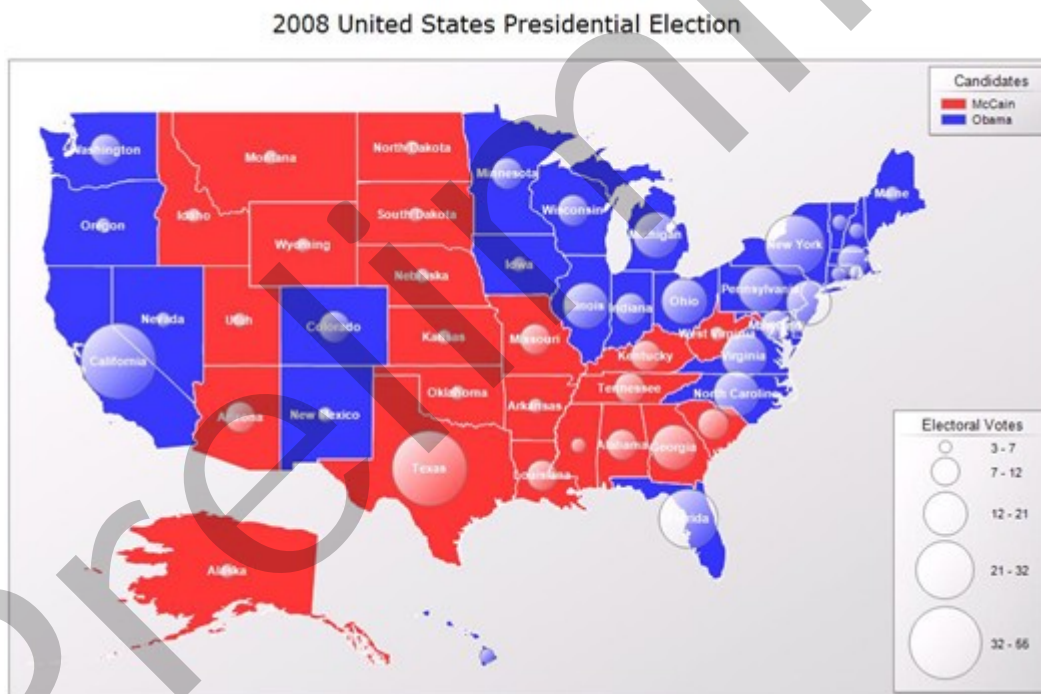 2008 United States Presidential Election
Candidates
McCain
Obama
Washington
Montana
North Dakota
Minnesota
Maine
Oregon
Idaho
South Dakota
Wisconsin
Michigan
New York
Wyoming
Nebraska
Iowa
Pennsylvania
Nevada
Utah
Colorado
Illinois
Indiana
Ohio
Maryland
California
Kansas
Missouri
West Virginia
Kentucky
Virginia
Arizona
New Mexico
Oklahoma
Tennessee
North Carolina
Arkansas
Texas
Louisiana
Alabama
Georgia
Florida
Alaska
Electoral Votes
3 - 7
7 - 12
12 - 21
21 - 32
32 - 55